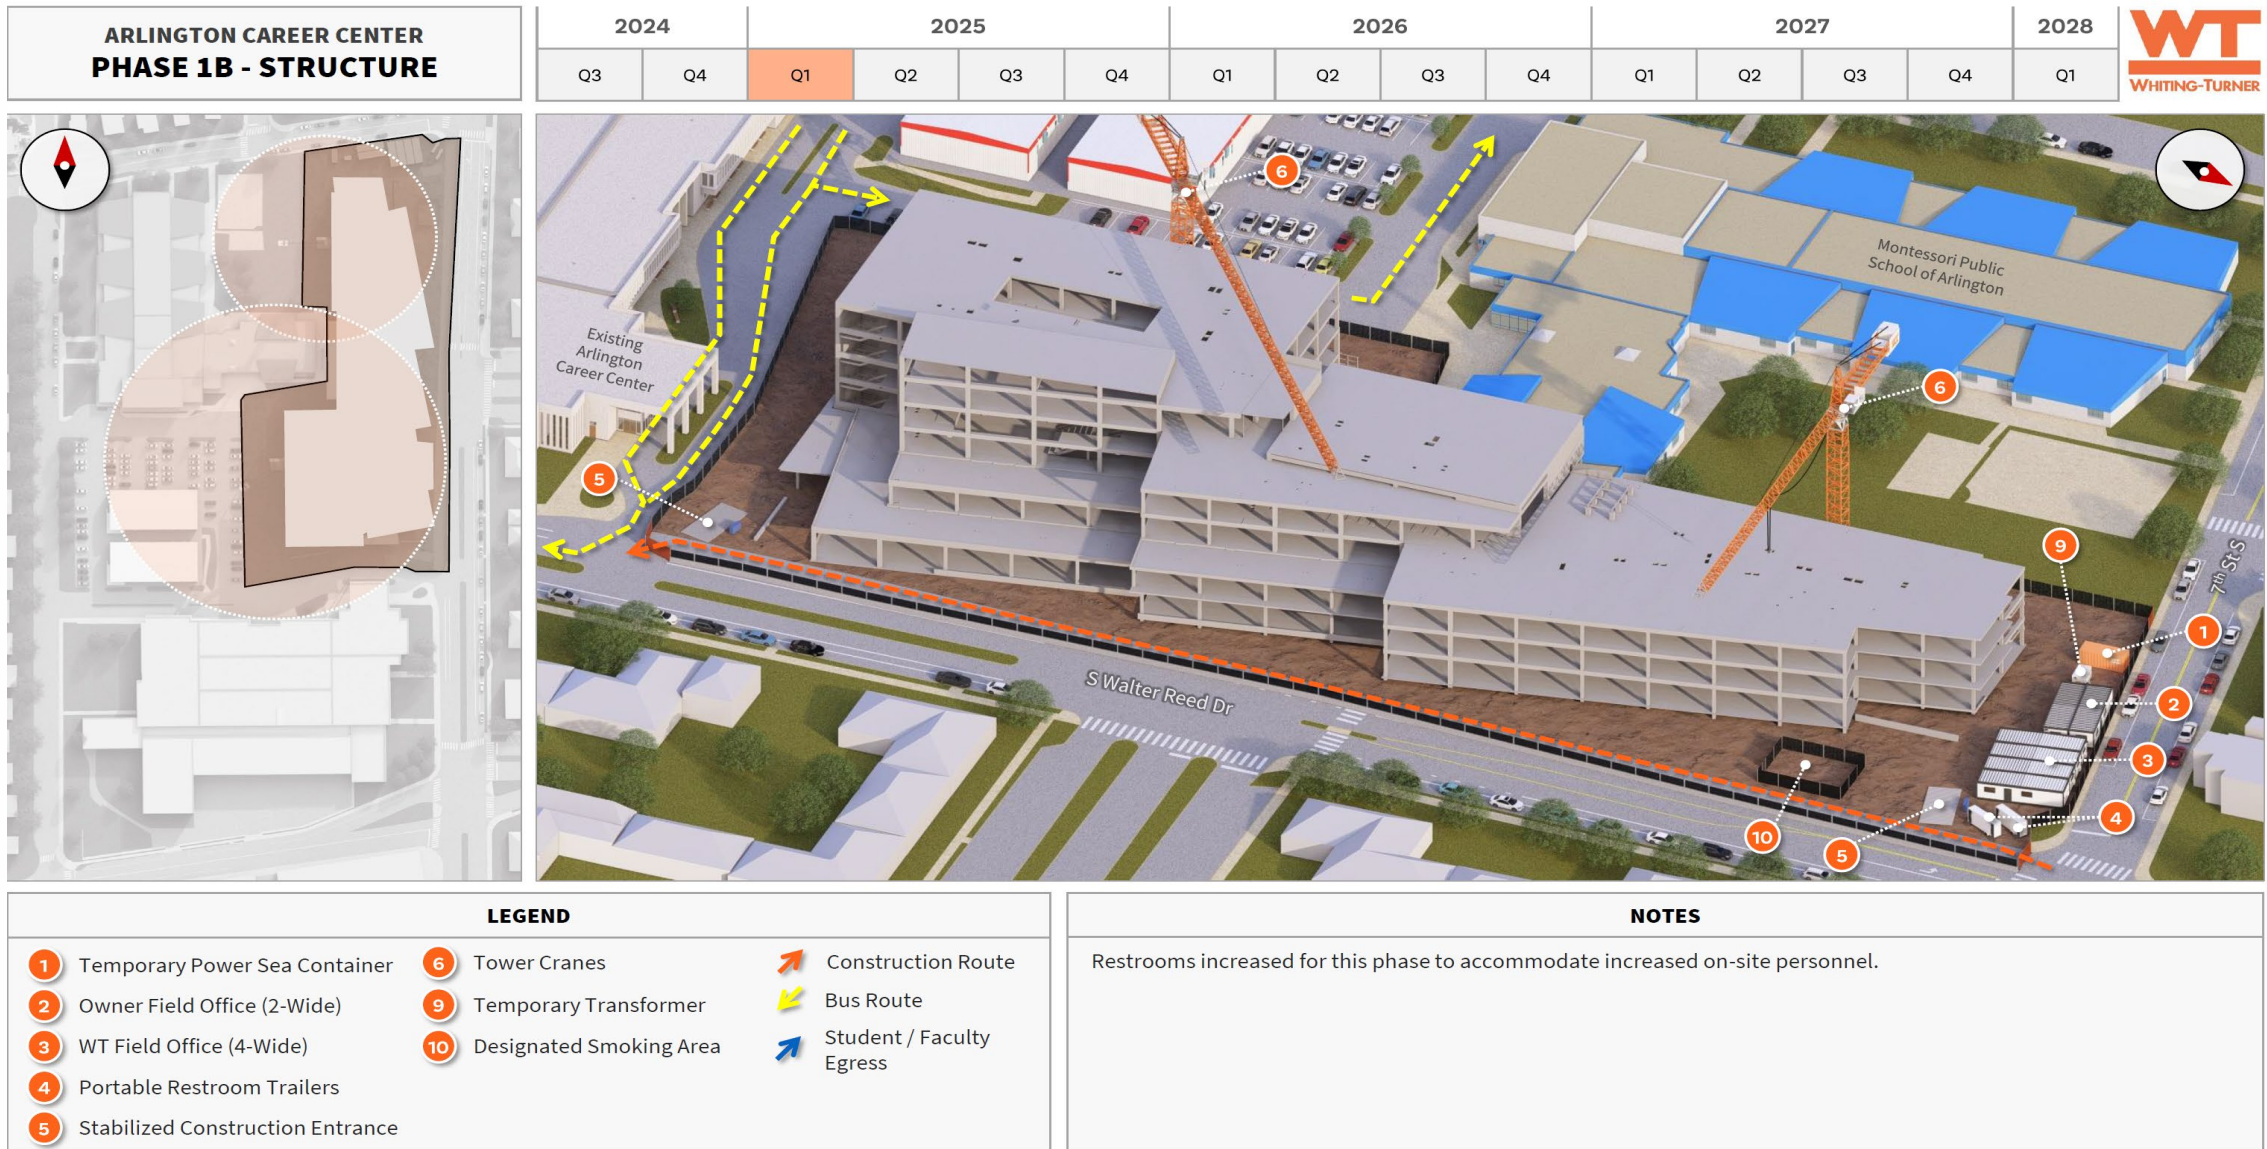 ARLINGTON CAREER CENTER
PHASE 1B - STRUCTURE
2024 2025 2026 2027 2028
Q3 Q4 Q1 Q2 Q3 Q4 Q1 Q2 Q3 Q4 Q1 Q2 Q3 Q4 Q1
WT
WHITING-TURNER
6
Montessori Public
School of Arlington
Existing
Arlington
Career Center
6
5
9
7th St S
1
S Walter Reed Dr
2
3
4
10
5
LEGEND
1 Temporary Power Sea Container
2 Owner Field Office (2-Wide)
3 WT Field Office (4-Wide)
4 Portable Restroom Trailers
5 Stabilized Construction Entrance
6 Tower Cranes
9 Temporary Transformer
10 Designated Smoking Area
Construction Route
Bus Route
Student / Faculty
Egress
NOTES
Restrooms increased for this phase to accommodate increased on-site personnel.